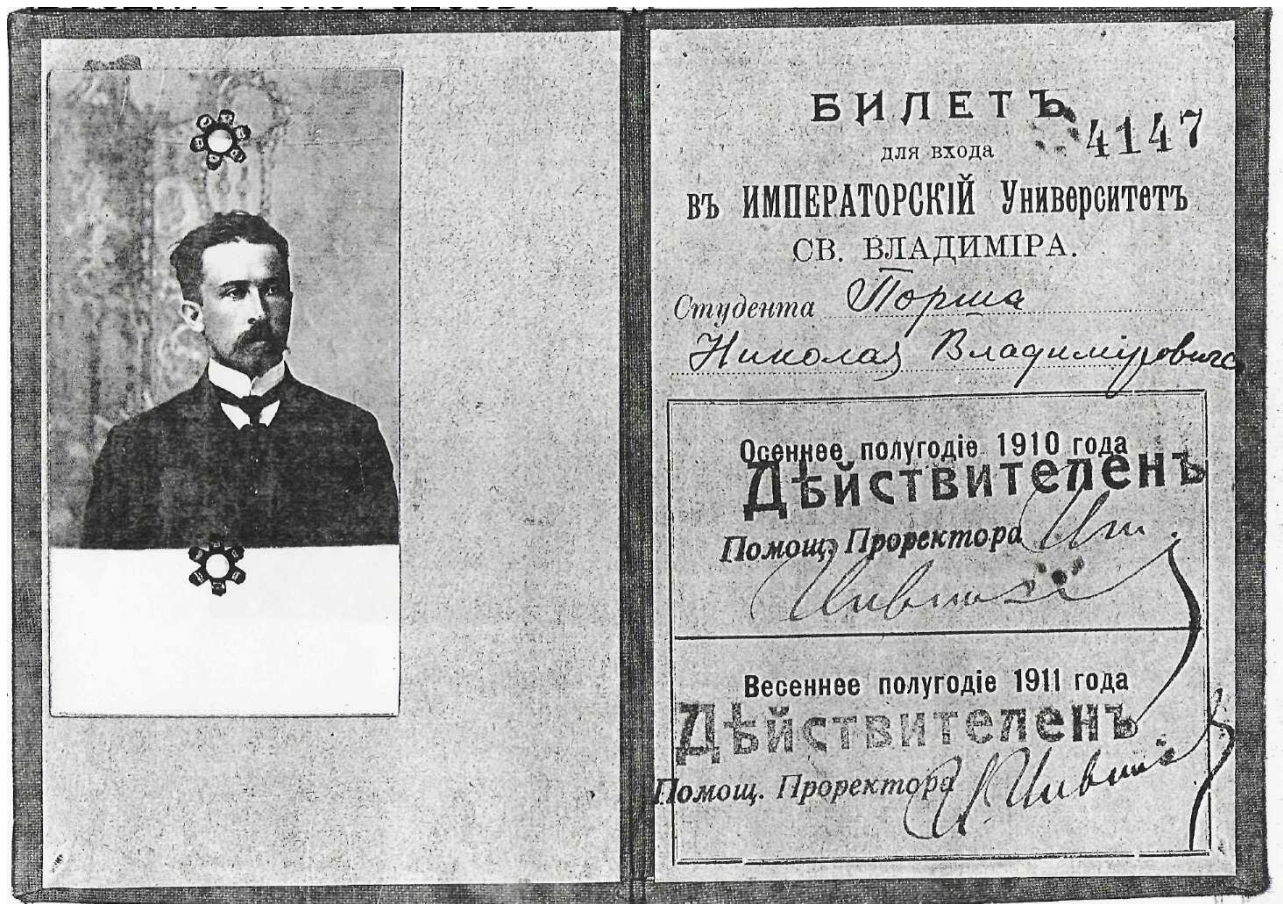 БИЛЕТЪ
4147
для входа
въ ИМПЕРАТОРСКІЙ Университетъ
СВ. ВЛАДИМІРА.
Студента Порша
Николая Владиміровича
Осеннее полугодіе 1910 года
Дѣйствителенъ
Помощ. Проректора
Весеннее полугодіе 1911 года
Дѣйствителенъ
Помощ. Проректора